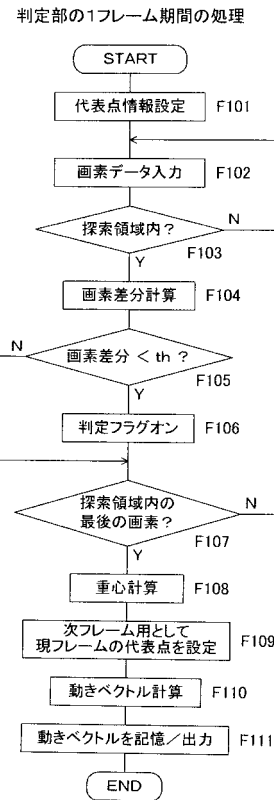 判定部の1フレーム期間の処理
START
代表点情報設定 F101
画素データ入力 F102
探索領域内? N
F103
Y
画素差分計算 F104
N
画素差分 < th ?
F105
Y
判定フラグオン F106
探索領域内の
最後の画素? N
F107
Y
重心計算 F108
次フレーム用として
現フレームの代表点を設定 F109
動きベクトル計算 F110
動きベクトルを記憶/出力 F111
END